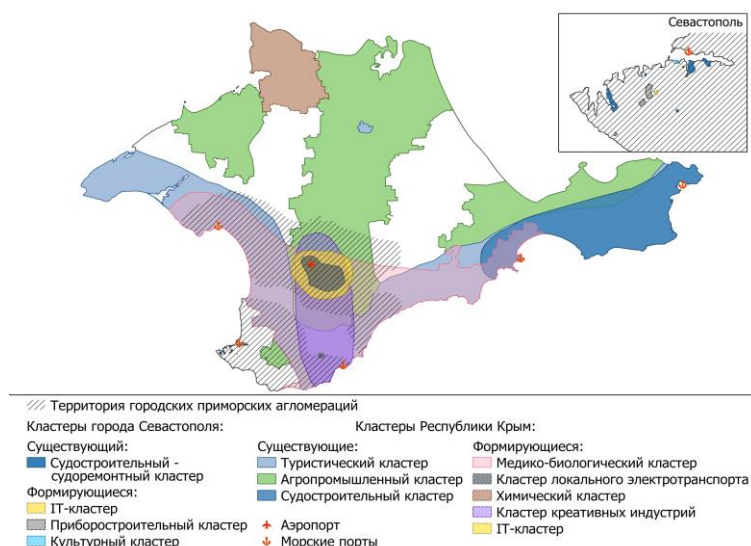 Севастополь
Территория городских приморских агломераций
Кластеры города Севастополя:
Существующий:
Судостроительный -
судоремонтный кластер
Формирующиеся:
IT-кластер
Приборостроительный кластер
Культурный кластер
Кластеры Республики Крым:
Существующие:
Туристический кластер
Агропромышленный кластер
Судостроительный кластер
Аэропорт
Морские порты
Формирующиеся:
Медико-биологический кластер
Кластер локального электротранспорта
Химический кластер
Кластер креативных индустрий
IT-кластер